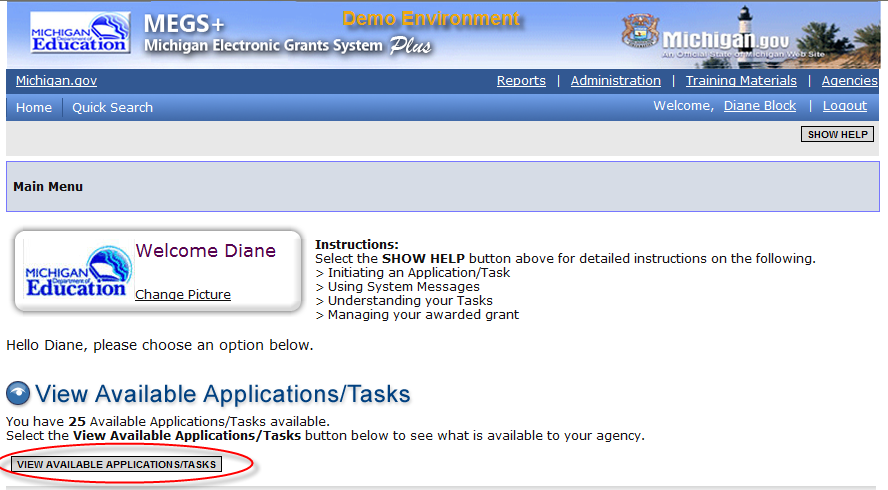 MICHIGAN
Department of
Education
MEGS+
Michigan Electronic Grants System Plus
Demo Environment
Michigan.gov
An Official State of Michigan Web Site
Michigan.gov
Reports | Administration | Training Materials | Agencies
Home | Quick Search
Welcome, Diane Block | Logout
SHOW HELP
Main Menu
MICHIGAN
Department of
Education
Welcome Diane
Change Picture
Instructions:
Select the SHOW HELP button above for detailed instructions on the following.
> Initiating an Application/Task
> Using System Messages
> Understanding your Tasks
> Managing your awarded grant
Hello Diane, please choose an option below.
View Available Applications/Tasks
You have 25 Available Applications/Tasks available.
Select the View Available Applications/Tasks button below to see what is available to your agency.
VIEW AVAILABLE APPLICATIONS/TASKS